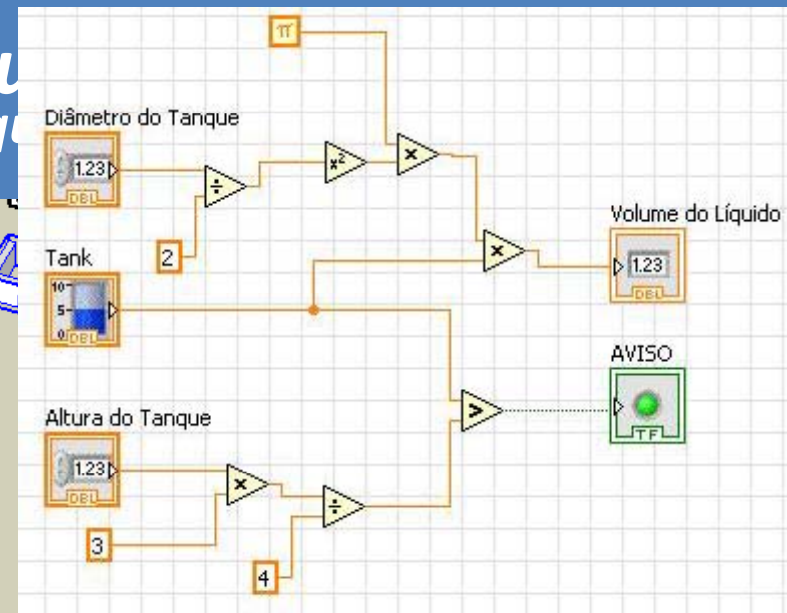 π
Diâmetro do Tanque
1.23
DBL
÷
x²
×
2
Tank
10
5
0
DBL
×
Volume do Líquido
1.23
DBL
AVISO
TF
>
Altura do Tanque
1.23
DBL
×
÷
3
4